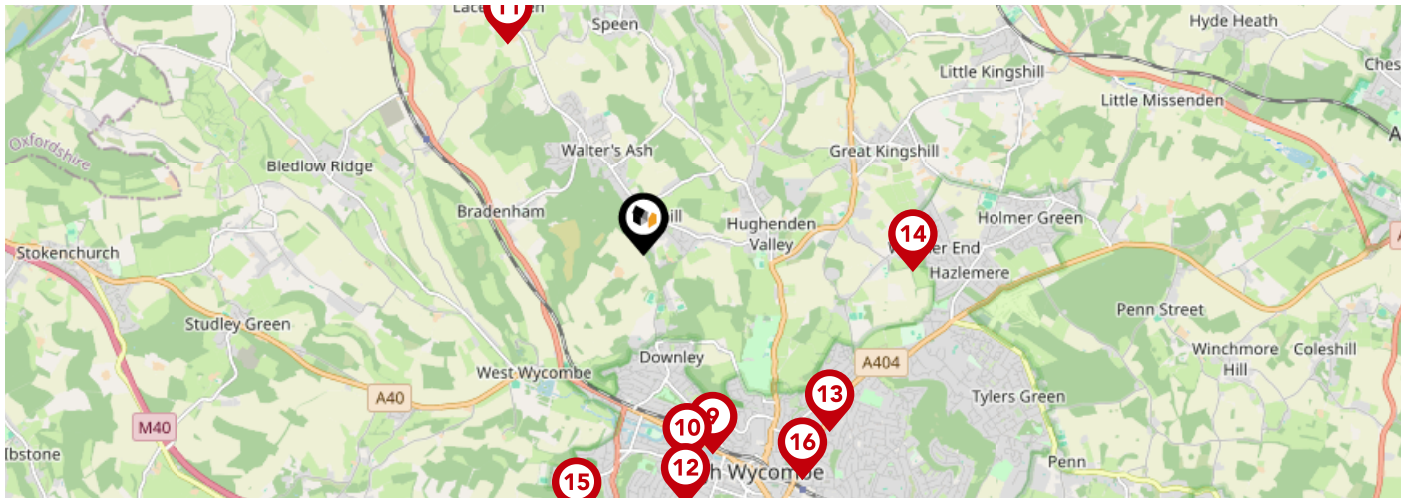 11
Speen
Hyde Heath
Little Kingshill
Little Missenden
Oxfordshire
Walter's Ash
Great Kingshill
Bledlow Ridge
Bradenham
Hughenden
Valley
Holmer Green
14
Stokenchurch
Hazlemere
Studley Green
Penn Street
Downley
A404
Winchmore
Hill
Coleshill
West Wycombe
A40
13
Tylers Green
M40
10
9
16
12
Wycombe
Penn
15